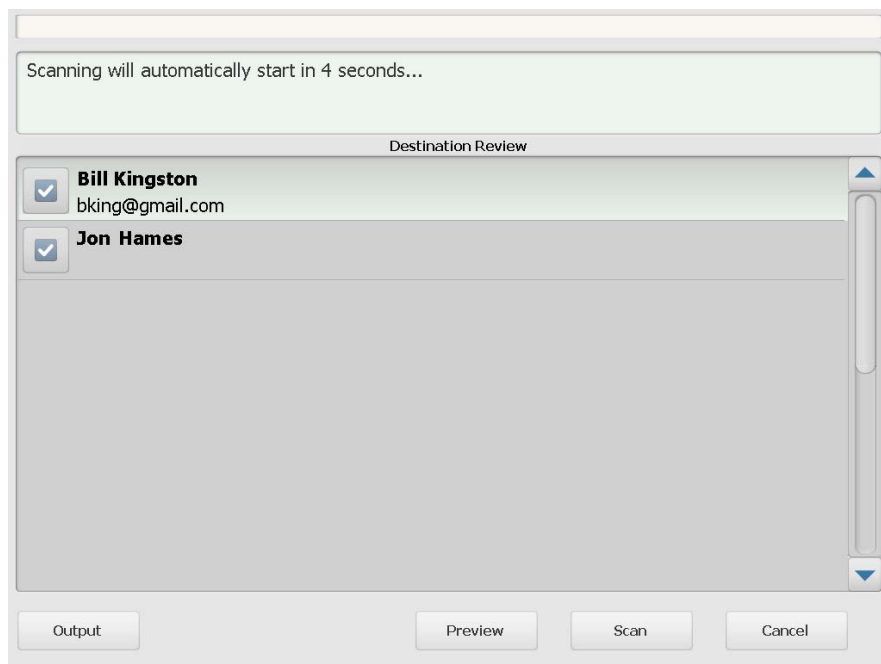 Scanning will automatically start in 4 seconds...
Destination Review
Bill Kingston
bking@gmail.com
Jon Hames
Output
Preview
Scan
Cancel